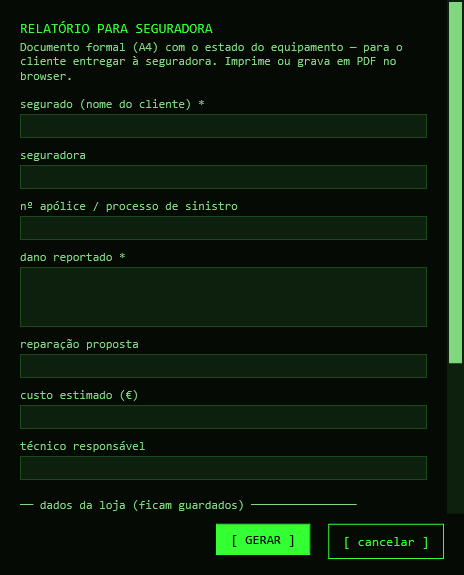 RELATÓRIO PARA SEGURADORA
Documento formal (A4) com o estado do equipamento — para o
cliente entregar à seguradora. Imprime ou grava em PDF no
browser.
segurado (nome do cliente) *
seguradora
nº apólice / processo de sinistro
dano reportado *
reparação proposta
custo estimado (€)
técnico responsável
── dados da loja (ficam guardados) ────────────────
[ GERAR ]
[ cancelar ]